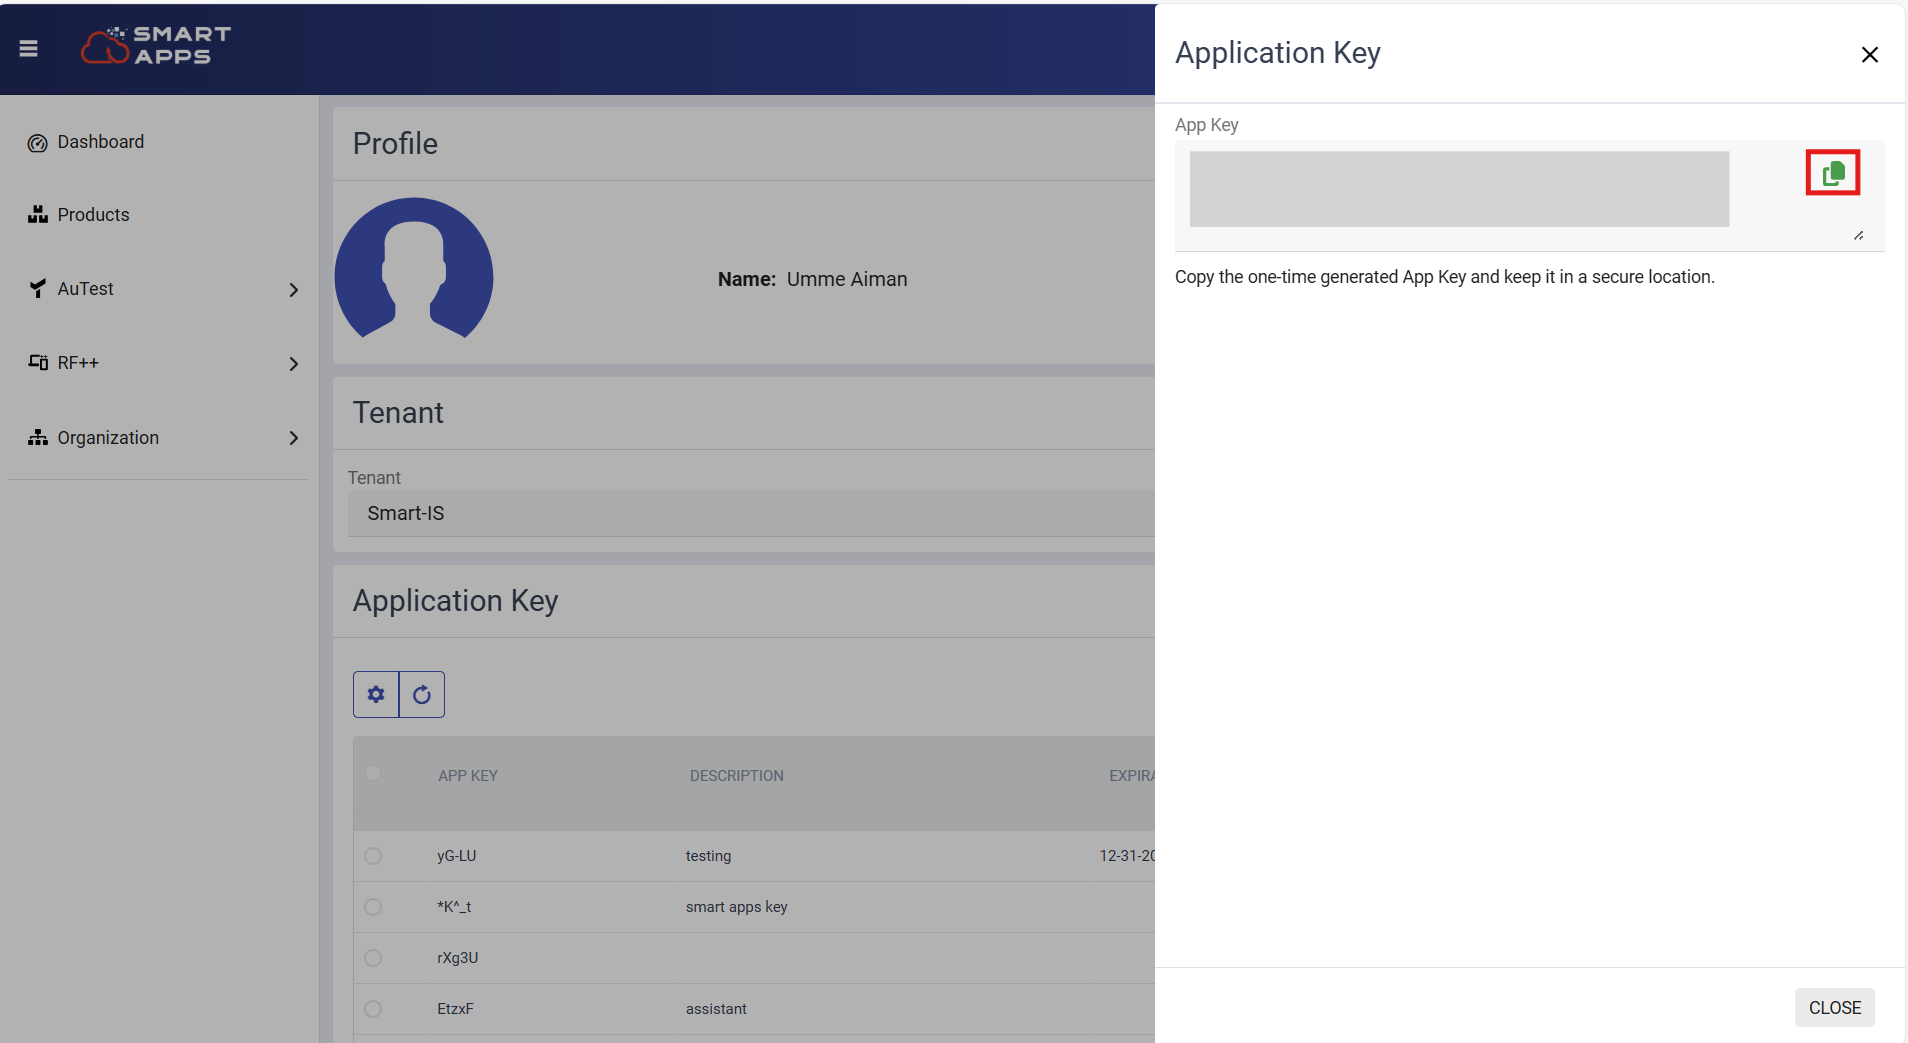 SMART
APPS
Dashboard
Products
AuTest
RF++
Organization
Profile
Name: Umme Aiman
Tenant
Tenant
Smart-IS
Application Key
APP KEY DESCRIPTION EXPIRA
yG-LU testing 12-31-20
*K^_t smart apps key
rXg3U
EtzxF assistant
Application Key
App Key
Copy the one-time generated App Key and keep it in a secure location.
CLOSE